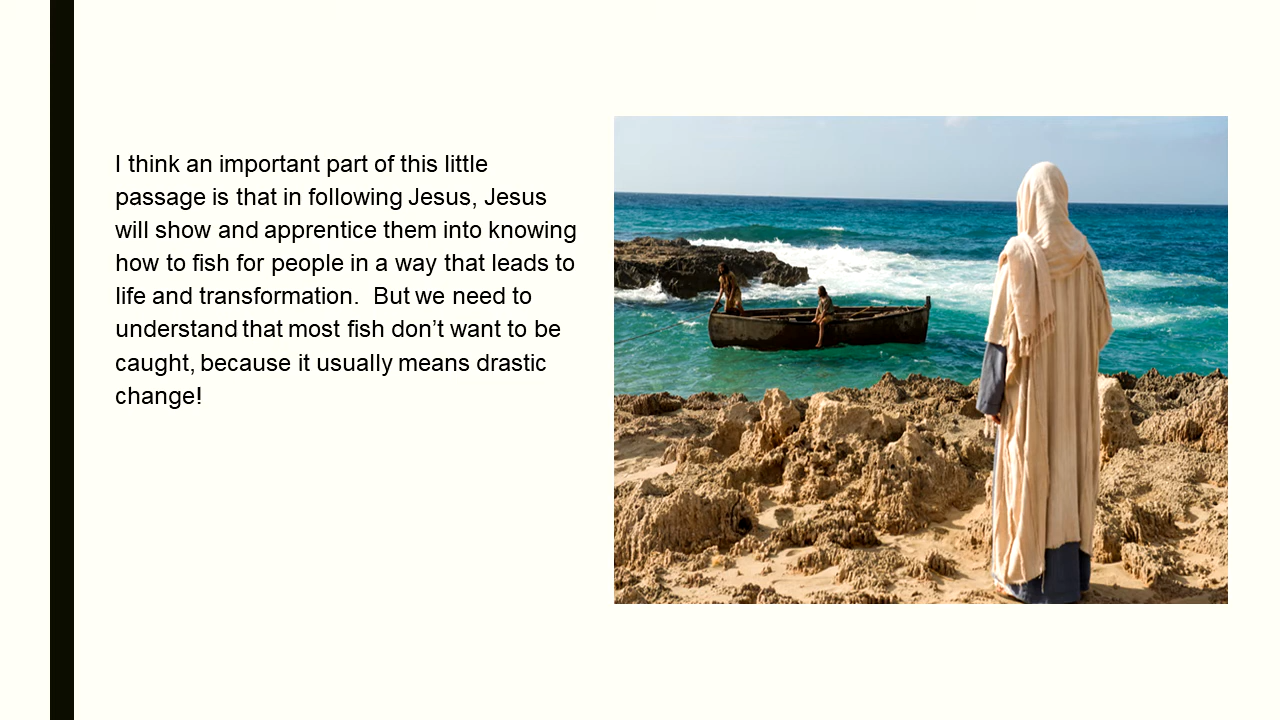 I think an important part of this little
passage is that in following Jesus, Jesus
will show and apprentice them into knowing
how to fish for people in a way that leads to
life and transformation.  But we need to
understand that most fish don’t want to be
caught, because it usually means drastic
change!